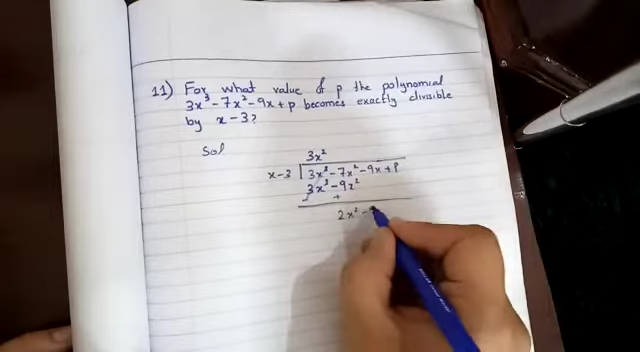 11) For what value of p the polynomial
3x³ - 7x² - 9x + p becomes exactly divisible
by x - 3?
Sol
3x²
x-3 3x³ - 7x² - 9x + p
3x³ - 9x²
- +
2x² -